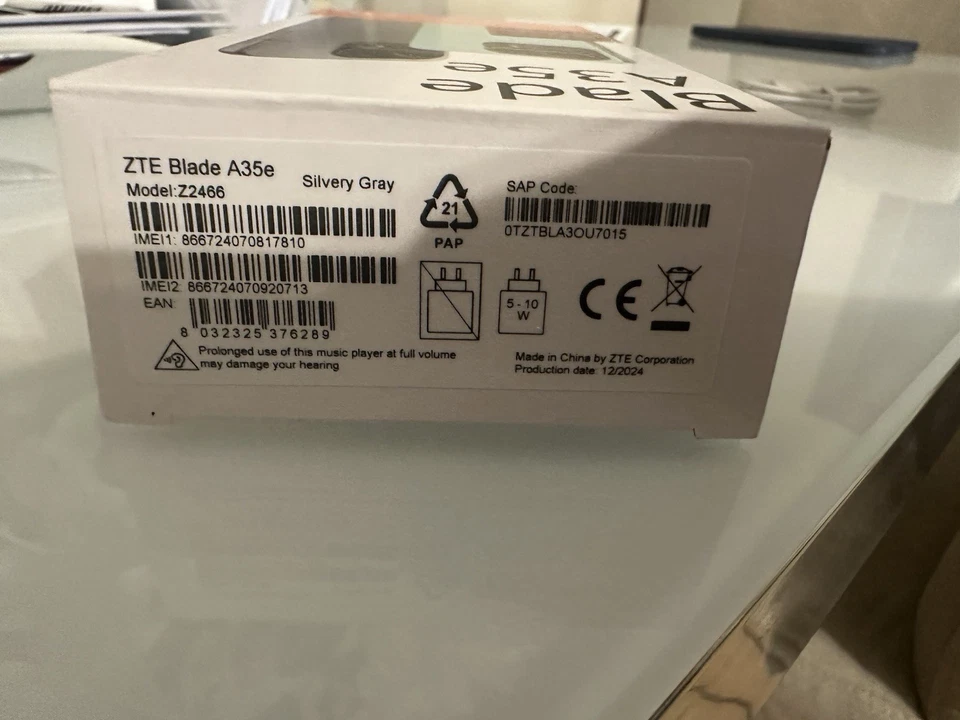 Blade
A35e
ZTE Blade A35e
Silvery Gray
Model:Z2466
IMEI1: 866724070817810
IMEI2: 866724070920713
EAN:
8 032325 376289
Prolonged use of this music player at full volume
may damage your hearing
21
PAP
5 - 10
W
SAP Code:
0TZTBLA3OU7015
CE
Made in China by ZTE Corporation
Production date: 12/2024